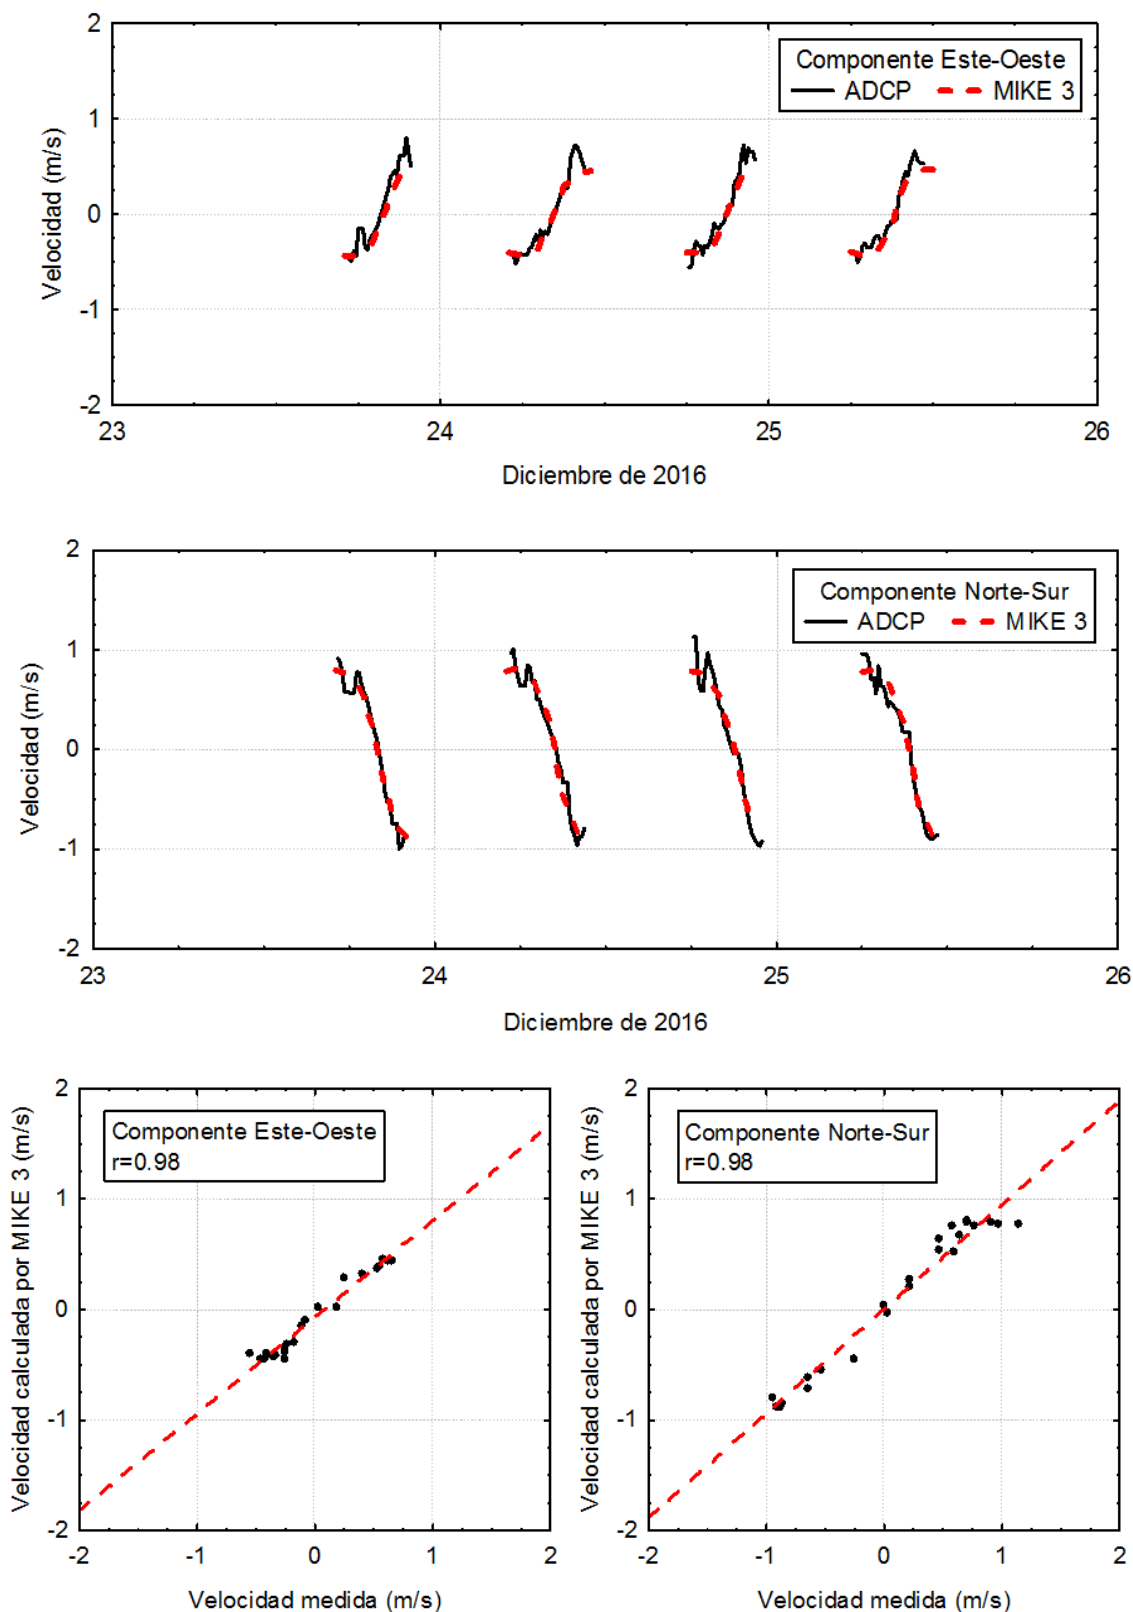 2
1
0
-1
-2
Velocidad (m/s)
Componente Este-Oeste
ADCP MIKE 3
23 24 25 26
Diciembre de 2016
2
1
0
-1
-2
Velocidad (m/s)
Componente Norte-Sur
ADCP MIKE 3
23 24 25 26
Diciembre de 2016
2
1
0
-1
-2
Velocidad calculada por MIKE 3 (m/s)
Componente Este-Oeste
r=0.98
-2 -1 0 1 2
Velocidad medida (m/s)
2
1
0
-1
-2
Velocidad calculada por MIKE 3 (m/s)
Componente Norte-Sur
r=0.98
-2 -1 0 1 2
Velocidad medida (m/s)